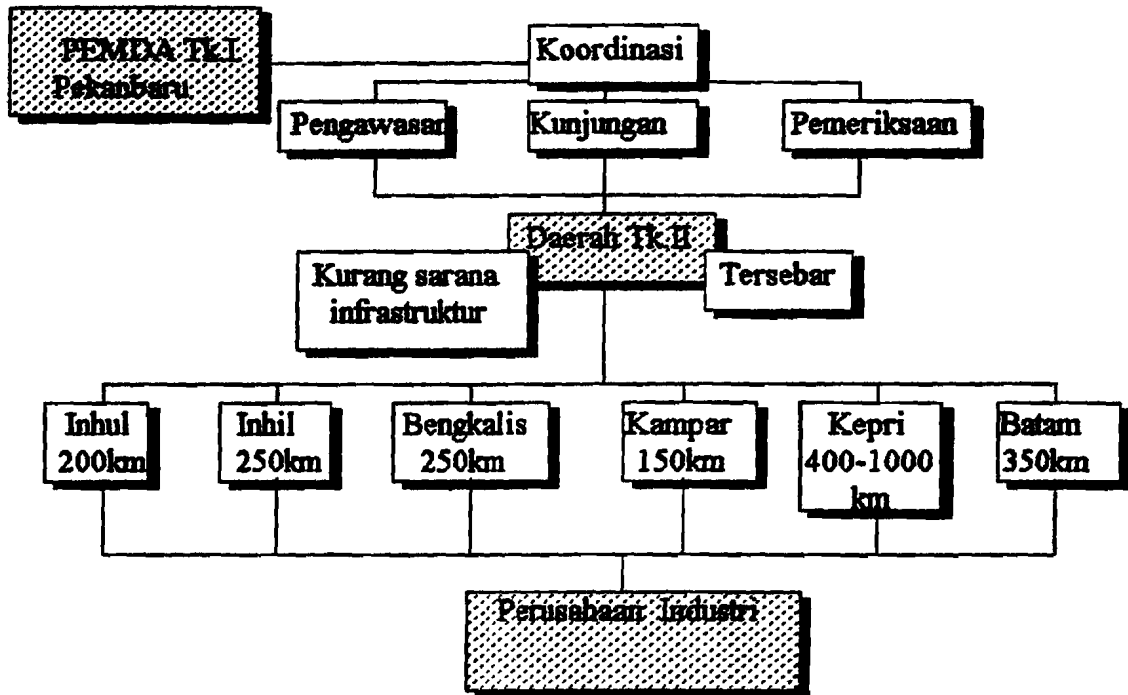 PEMDA Tk.I
Pekanbaru
Koordinasi
Pengawasan
Kunjungan
Pemeriksaan
Daerah Tk.II
Kurang sarana
infrastruktur
Tersebar
Inhul
200km
Inhil
250km
Bengkalis
250km
Kampar
150km
Kepri
400-1000
km
Batam
350km
Perusahaan Industri